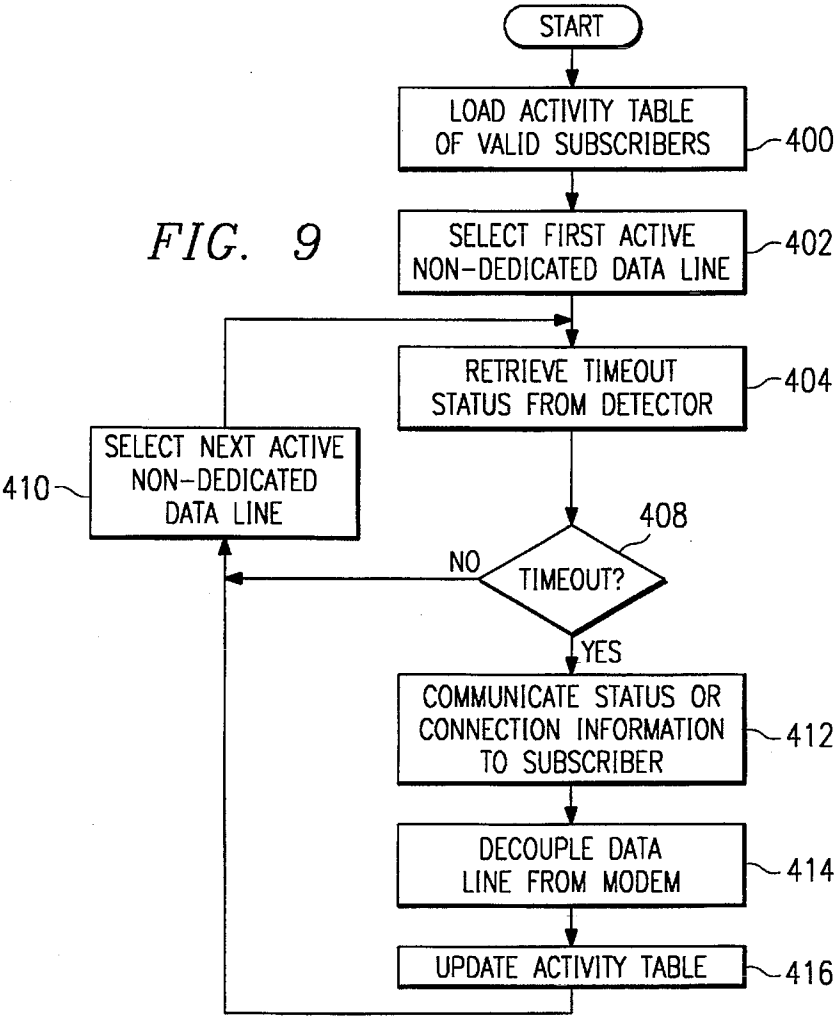 START
LOAD ACTIVITY TABLE
OF VALID SUBSCRIBERS
400
FIG. 9
SELECT FIRST ACTIVE
NON-DEDICATED DATA LINE
402
RETRIEVE TIMEOUT
STATUS FROM DETECTOR
404
SELECT NEXT ACTIVE
NON-DEDICATED
DATA LINE
410
408
NO
TIMEOUT?
YES
COMMUNICATE STATUS OR
CONNECTION INFORMATION
TO SUBSCRIBER
412
DECOUPLE DATA
LINE FROM MODEM
414
UPDATE ACTIVITY TABLE
416